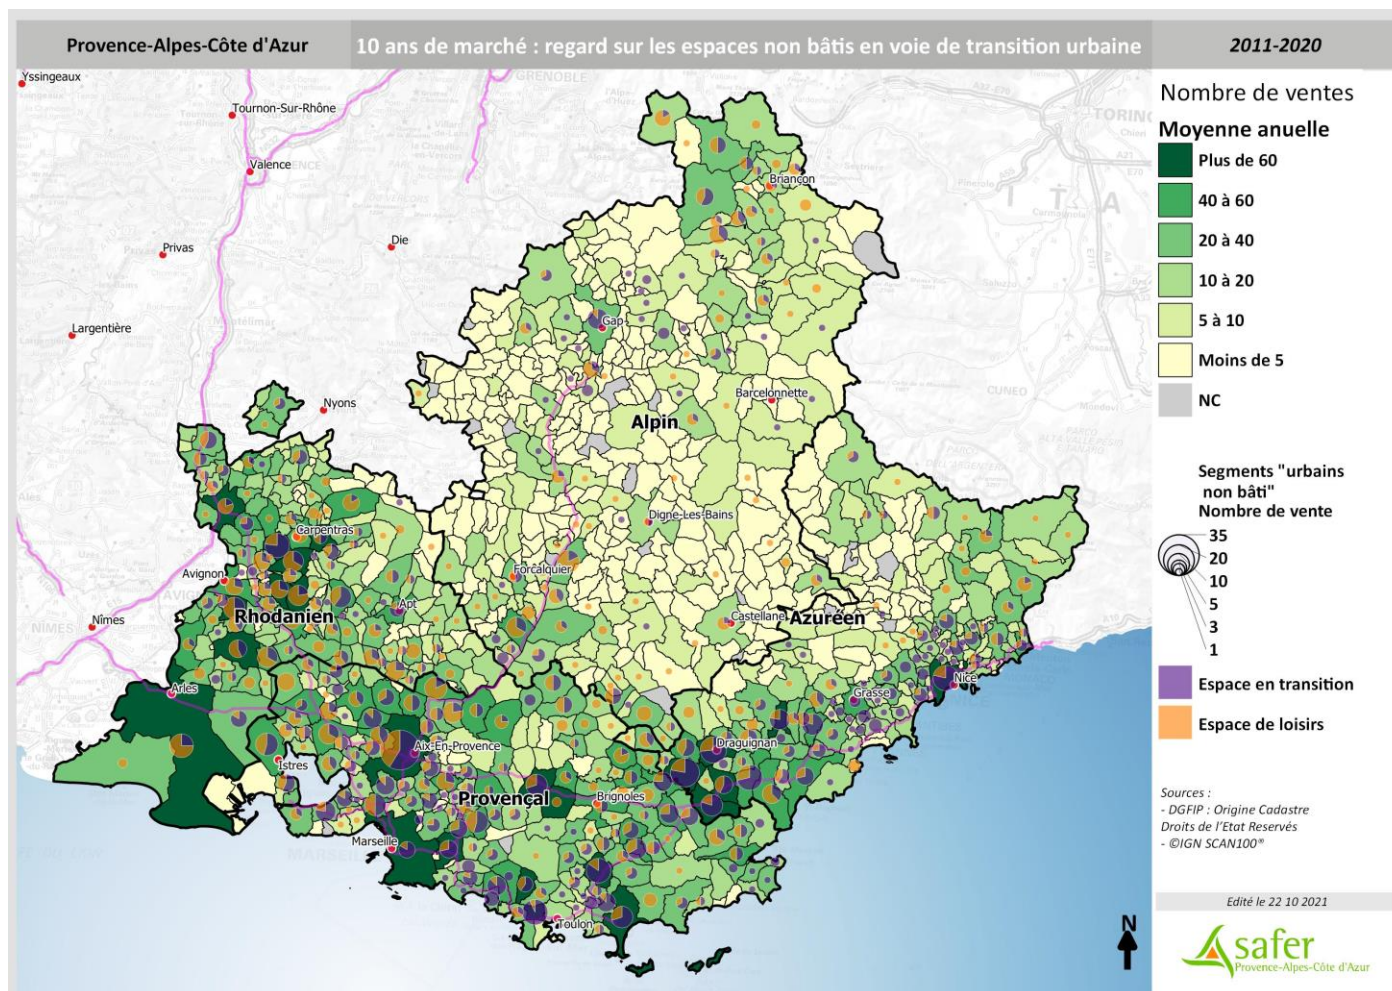 Provence-Alpes-Côte d'Azur
10 ans de marché : regard sur les espaces non bâtis en voie de transition urbaine
2011-2020
Yssingeaux
Tournon-Sur-Rhône
Valence
Privas
Die
Largentière
Nyons
GRENOBLE
TORINO
Briançon
Gap
Barcelonnette
Alpin
CUNEO
Digne-Les-Bains
Carpentras
Avignon
Forcalquier
Apt
Rhodanien
Nîmes
NÎMES
Castellane
Azuréen
Arles
Grasse
Nice
Aix-En-Provence
Draguignan
Istres
Provençal
Brignoles
Marseille
Toulon
N
Nombre de ventes
Moyenne anuelle
Plus de 60
40 à 60
20 à 40
10 à 20
5 à 10
Moins de 5
NC
Segments "urbains
non bâti"
Nombre de vente
35
20
10
5
3
1
Espace en transition
Espace de loisirs
Sources :
- DGFIP : Origine Cadastre
Droits de l'Etat Reservés
- ©IGN SCAN100®
Edité le 22 10 2021
safer
Provence-Alpes-Côte d'Azur